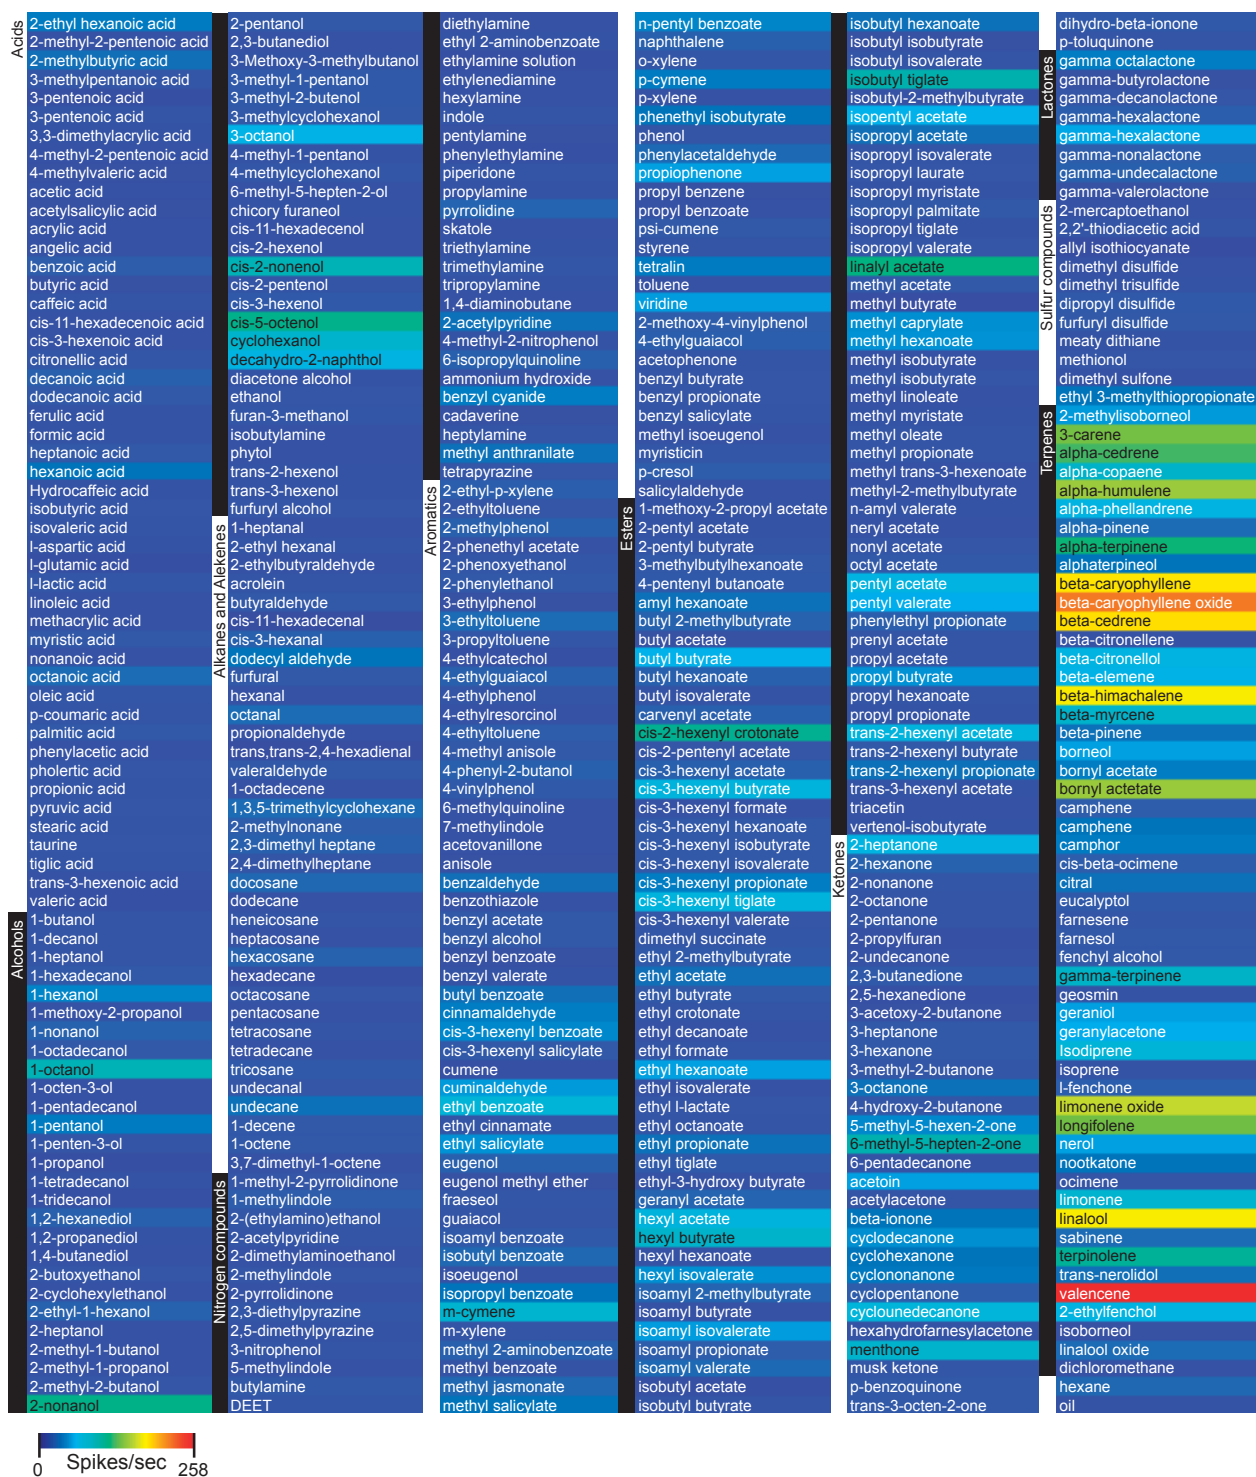 Acids
2-ethyl hexanoic acid
2-methyl-2-pentenoic acid
2-methylbutyric acid
3-methylpentanoic acid
3-pentenoic acid
3-pentenoic acid
3,3-dimethylacrylic acid
4-methyl-2-pentenoic acid
4-methylvaleric acid
acetic acid
acetylsalicylic acid
acrylic acid
angelic acid
benzoic acid
butyric acid
caffeic acid
cis-11-hexadecenoic acid
cis-3-hexenoic acid
citronellic acid
decanoic acid
dodecanoic acid
ferulic acid
formic acid
heptanoic acid
hexanoic acid
Hydrocaffeic acid
isobutyric acid
isovaleric acid
l-aspartic acid
l-glutamic acid
l-lactic acid
linoleic acid
methacrylic acid
myristic acid
nonanoic acid
octanoic acid
oleic acid
p-coumaric acid
palmitic acid
phenylacetic acid
pholertic acid
propionic acid
pyruvic acid
stearic acid
taurine
tiglic acid
trans-3-hexenoic acid
valeric acid
Alcohols
1-butanol
1-decanol
1-heptanol
1-hexadecanol
1-hexanol
1-methoxy-2-propanol
1-nonanol
1-octadecanol
1-octanol
1-octen-3-ol
1-pentadecanol
1-pentanol
1-penten-3-ol
1-propanol
1-tetradecanol
1-tridecanol
1,2-hexanediol
1,2-propanediol
1,4-butanediol
2-butoxyethanol
2-cyclohexylethanol
2-ethyl-1-hexanol
2-heptanol
2-methyl-1-butanol
2-methyl-1-propanol
2-methyl-2-butanol
2-nonanol
2-pentanol
2,3-butanediol
3-Methoxy-3-methylbutanol
3-methyl-1-pentanol
3-methyl-2-butenol
3-methylcyclohexanol
3-octanol
4-methyl-1-pentanol
4-methylcyclohexanol
6-methyl-5-hepten-2-ol
chicory furaneol
cis-11-hexadecenol
cis-2-hexenol
cis-2-nonenol
cis-2-pentenol
cis-3-hexenol
cis-5-octenol
cyclohexanol
decahydro-2-naphthol
diacetone alcohol
ethanol
furan-3-methanol
isobutylamine
phytol
trans-2-hexenol
trans-3-hexenol
furfuryl alcohol
Alkanes and Alekenes
1-heptanal
2-ethyl hexanal
2-ethylbutyraldehyde
acrolein
butyraldehyde
cis-11-hexadecenal
cis-3-hexanal
dodecyl aldehyde
furfural
hexanal
octanal
propionaldehyde
trans,trans-2,4-hexadienal
valeraldehyde
1-octadecene
1,3,5-trimethylcyclohexane
2-methylnonane
2,3-dimethyl heptane
2,4-dimethylheptane
docosane
dodecane
heneicosane
heptacosane
hexacosane
hexadecane
octacosane
pentacosane
tetracosane
tetradecane
tricosane
undecanal
undecane
1-decene
1-octene
3,7-dimethyl-1-octene
Nitrogen compounds
1-methyl-2-pyrrolidinone
1-methylindole
2-(ethylamino)ethanol
2-acetylpyridine
2-dimethylaminoethanol
2-methylindole
2-pyrrolidinone
2,3-diethylpyrazine
2,5-dimethylpyrazine
3-nitrophenol
5-methylindole
butylamine
DEET
diethylamine
ethyl 2-aminobenzoate
ethylamine solution
ethylenediamine
hexylamine
indole
pentylamine
phenylethylamine
piperidone
propylamine
pyrrolidine
skatole
triethylamine
trimethylamine
tripropylamine
1,4-diaminobutane
2-acetylpyridine
4-methyl-2-nitrophenol
6-isopropylquinoline
ammonium hydroxide
benzyl cyanide
cadaverine
heptylamine
methyl anthranilate
tetrapyrazine
Aromatics
2-ethyl-p-xylene
2-ethyltoluene
2-methylphenol
2-phenethyl acetate
2-phenoxyethanol
2-phenylethanol
3-ethylphenol
3-ethyltoluene
3-propyltoluene
4-ethylcatechol
4-ethylguaiacol
4-ethylphenol
4-ethylresorcinol
4-ethyltoluene
4-methyl anisole
4-phenyl-2-butanol
4-vinylphenol
6-methylquinoline
7-methylindole
acetovanillone
anisole
benzaldehyde
benzothiazole
benzyl acetate
benzyl alcohol
benzyl benzoate
benzyl valerate
butyl benzoate
cinnamaldehyde
cis-3-hexenyl benzoate
cis-3-hexenyl salicylate
cumene
cuminaldehyde
ethyl benzoate
ethyl cinnamate
ethyl salicylate
eugenol
eugenol methyl ether
fraeseol
guaiacol
isoamyl benzoate
isobutyl benzoate
isoeugenol
isopropyl benzoate
m-cymene
m-xylene
methyl 2-aminobenzoate
methyl benzoate
methyl jasmonate
methyl salicylate
n-pentyl benzoate
naphthalene
o-xylene
p-cymene
p-xylene
phenethyl isobutyrate
phenol
phenylacetaldehyde
propiophenone
propyl benzene
propyl benzoate
psi-cumene
styrene
tetralin
toluene
viridine
2-methoxy-4-vinylphenol
4-ethylguaiacol
acetophenone
benzyl butyrate
benzyl propionate
benzyl salicylate
methyl isoeugenol
myristicin
p-cresol
salicylaldehyde
Esters
1-methoxy-2-propyl acetate
2-pentyl acetate
2-pentyl butyrate
3-methylbutylhexanoate
4-pentenyl butanoate
amyl hexanoate
butyl 2-methylbutyrate
butyl acetate
butyl butyrate
butyl hexanoate
butyl isovalerate
carvenyl acetate
cis-2-hexenyl crotonate
cis-2-pentenyl acetate
cis-3-hexenyl acetate
cis-3-hexenyl butyrate
cis-3-hexenyl formate
cis-3-hexenyl hexanoate
cis-3-hexenyl isobutyrate
cis-3-hexenyl isovalerate
cis-3-hexenyl propionate
cis-3-hexenyl tiglate
cis-3-hexenyl valerate
dimethyl succinate
ethyl 2-methylbutyrate
ethyl acetate
ethyl butyrate
ethyl crotonate
ethyl decanoate
ethyl formate
ethyl hexanoate
ethyl isovalerate
ethyl l-lactate
ethyl octanoate
ethyl propionate
ethyl tiglate
ethyl-3-hydroxy butyrate
geranyl acetate
hexyl acetate
hexyl butyrate
hexyl hexanoate
hexyl isovalerate
isoamyl 2-methylbutyrate
isoamyl butyrate
isoamyl isovalerate
isoamyl propionate
isoamyl valerate
isobutyl acetate
isobutyl butyrate
isobutyl hexanoate
isobutyl isobutyrate
isobutyl isovalerate
isobutyl tiglate
isobutyl-2-methylbutyrate
isopentyl acetate
isopropyl acetate
isopropyl isovalerate
isopropyl laurate
isopropyl myristate
isopropyl palmitate
isopropyl tiglate
isopropyl valerate
linalyl acetate
methyl acetate
methyl butyrate
methyl caprylate
methyl hexanoate
methyl isobutyrate
methyl isobutyrate
methyl linoleate
methyl myristate
methyl oleate
methyl propionate
methyl trans-3-hexenoate
methyl-2-methylbutyrate
n-amyl valerate
neryl acetate
nonyl acetate
octyl acetate
pentyl acetate
pentyl valerate
phenylethyl propionate
prenyl acetate
propyl acetate
propyl butyrate
propyl hexanoate
propyl propionate
trans-2-hexenyl acetate
trans-2-hexenyl butyrate
trans-2-hexenyl propionate
trans-3-hexenyl acetate
triacetin
vertenol-isobutyrate
Ketones
2-heptanone
2-hexanone
2-nonanone
2-octanone
2-pentanone
2-propylfuran
2-undecanone
2,3-butanedione
2,5-hexanedione
3-acetoxy-2-butanone
3-heptanone
3-hexanone
3-methyl-2-butanone
3-octanone
4-hydroxy-2-butanone
5-methyl-5-hexen-2-one
6-methyl-5-hepten-2-one
6-pentadecanone
acetoin
acetylacetone
beta-ionone
cyclodecanone
cyclohexanone
cyclononanone
cyclopentanone
cyclounedecanone
hexahydrofarnesylacetone
menthone
musk ketone
p-benzoquinone
trans-3-octen-2-one
dihydro-beta-ionone
p-toluquinone
Lactones
gamma octalactone
gamma-butyrolactone
gamma-decanolactone
gamma-hexalactone
gamma-hexalactone
gamma-nonalactone
gamma-undecalactone
gamma-valerolactone
Sulfur compounds
2-mercaptoethanol
2,2'-thiodiacetic acid
allyl isothiocyanate
dimethyl disulfide
dimethyl trisulfide
dipropyl disulfide
furfuryl disulfide
meaty dithiane
methionol
dimethyl sulfone
ethyl 3-methylthiopropionate
Terpenes
2-methylisoborneol
3-carene
alpha-cedrene
alpha-copaene
alpha-humulene
alpha-phellandrene
alpha-pinene
alpha-terpinene
alphaterpineol
beta-caryophyllene
beta-caryophyllene oxide
beta-cedrene
beta-citronellene
beta-citronellol
beta-elemene
beta-himachalene
beta-myrcene
beta-pinene
borneol
bornyl acetate
bornyl actetate
camphene
camphene
camphor
cis-beta-ocimene
citral
eucalyptol
farnesene
farnesol
fenchyl alcohol
gamma-terpinene
geosmin
geraniol
geranylacetone
Isodiprene
isoprene
l-fenchone
limonene oxide
longifolene
nerol
nootkatone
ocimene
limonene
linalool
sabinene
terpinolene
trans-nerolidol
valencene
2-ethylfenchol
isoborneol
linalool oxide
dichloromethane
hexane
oil
0 Spikes/sec 258